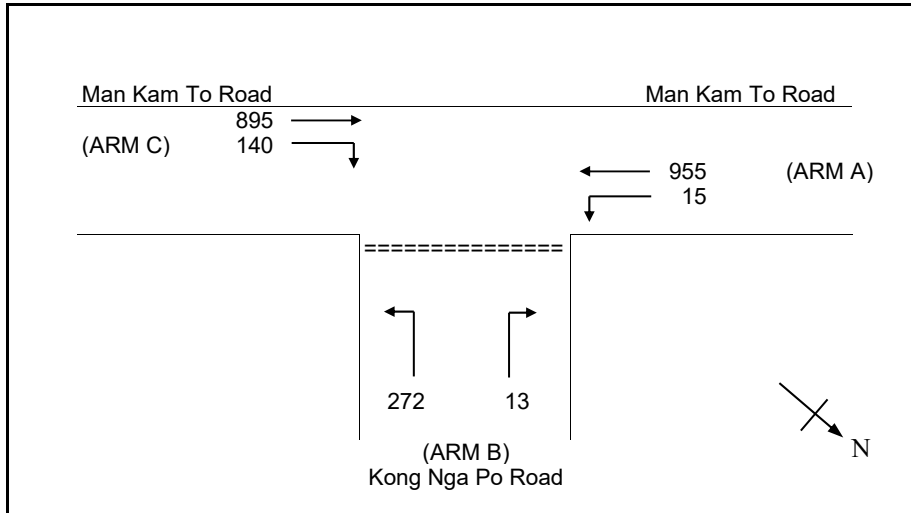 Man Kam To Road Man Kam To Road
895
(ARM C) 140
955 (ARM A)
15
272 13
(ARM B)
Kong Nga Po Road
N